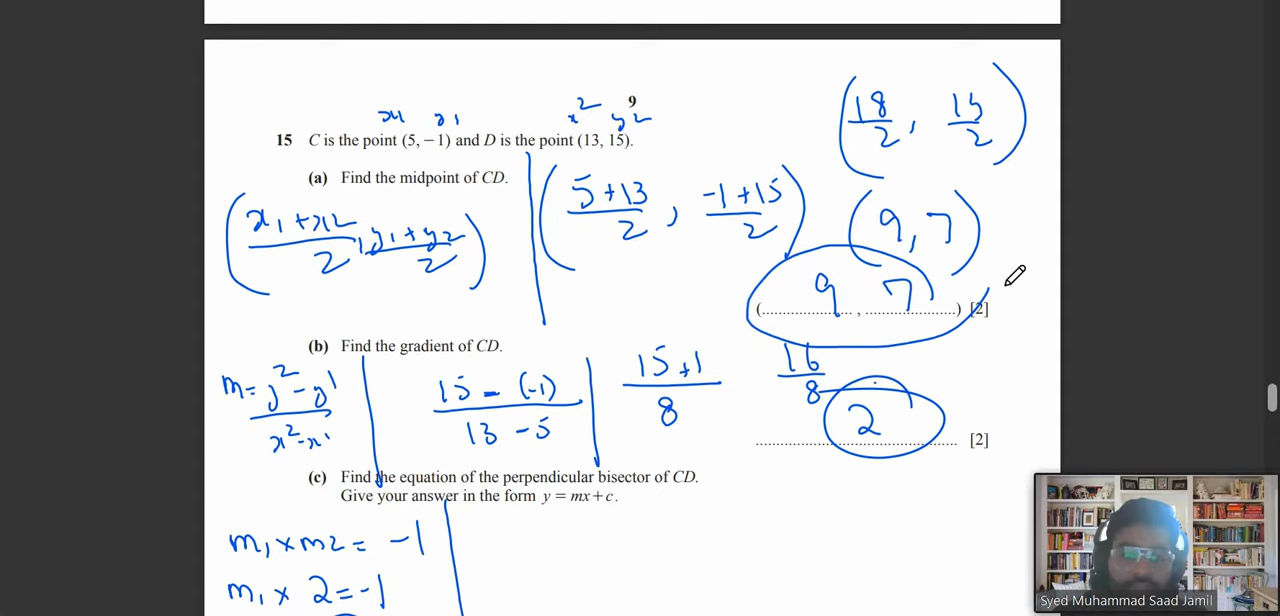 9
x1 y1 x2 y2
15 C is the point (5, −1) and D is the point (13, 15).
(18/2, 15/2)
(a) Find the midpoint of CD.
(x1+x2/2, y1+y2/2) (5+13/2, -1+15/2) (9, 7)
( 9 , 7 ) [2]
(b) Find the gradient of CD.
m= y2-y1/x2-x1 15-(-1)/13-5 15+1/8 16/8
2 [2]
(c) Find the equation of the perpendicular bisector of CD.
Give your answer in the form y = mx + c.
m1×m2= -1
m1 × 2=-1
Syed Muhammad Saad Jamil